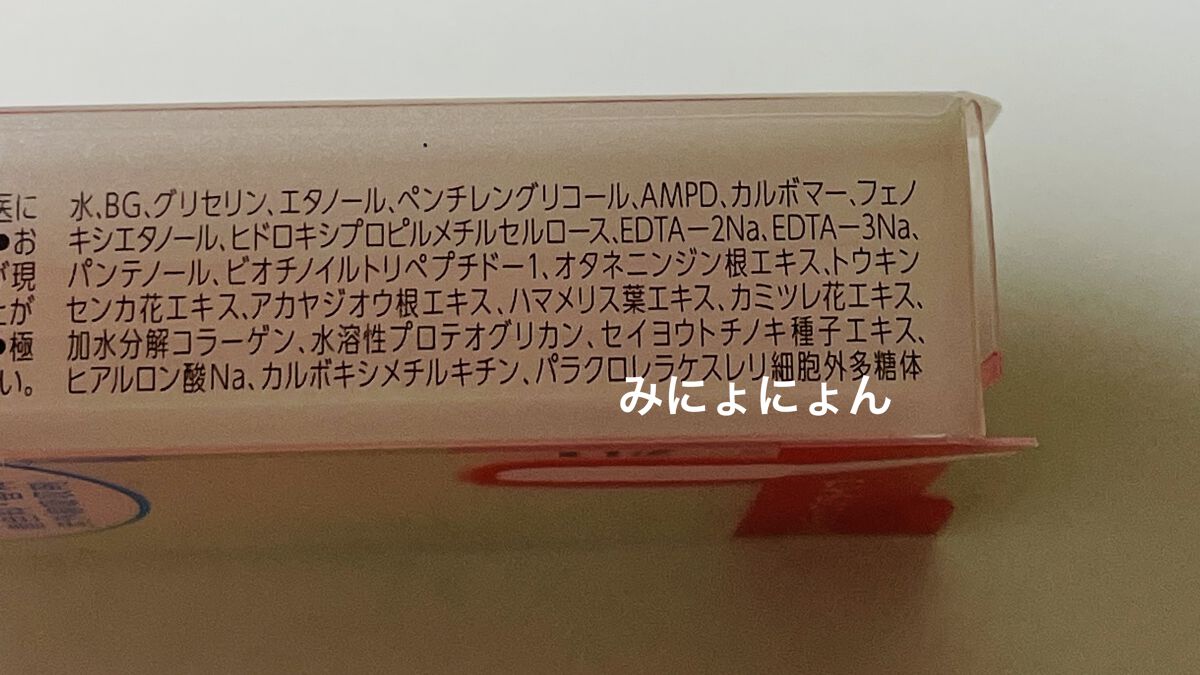 医に
●お
が現
とが
●極
い。
水、BG、グリセリン、エタノール、ペンチレングリコール、AMPD、カルボマー、フェノ
キシエタノール、ヒドロキシプロピルメチルセルロース、EDTA－2Na、EDTA－3Na、
パンテノール、ビオチノイルトリペプチド－1、オタネニンジン根エキス、トウキン
センカ花エキス、アカヤジオウ根エキス、ハマメリス葉エキス、カミツレ花エキス、
加水分解コラーゲン、水溶性プロテオグリカン、セイヨウトチノキ種子エキス、
ヒアルロン酸Na、カルボキシメチルキチン、パラクロレラケスレリ細胞外多糖体
みにょにょん